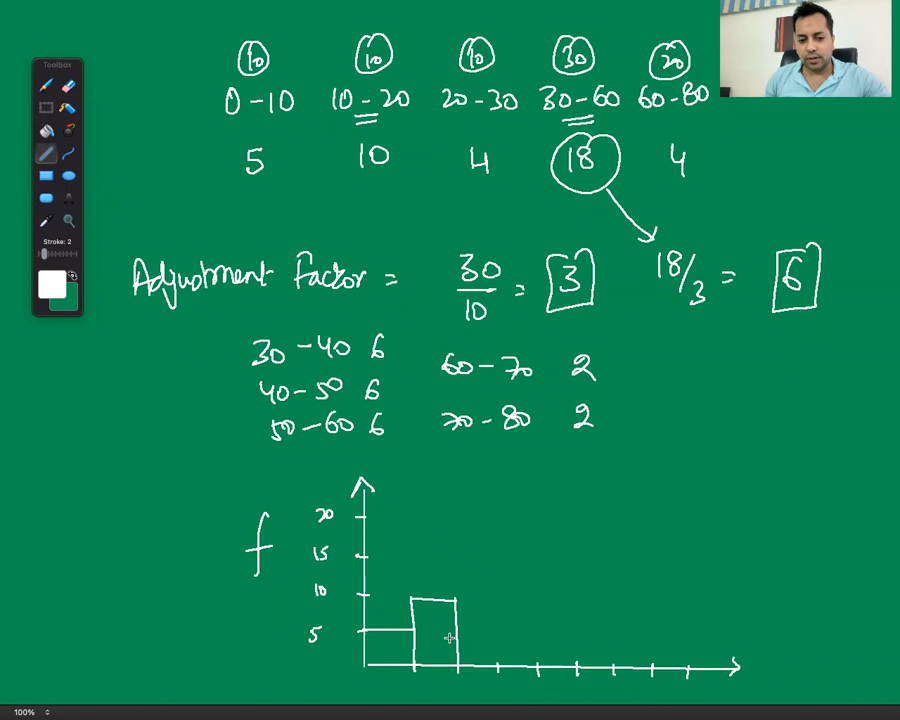 10 10 10 30 20
0-10 10-20 20-30 30-60 60-80
5 10 4 18 4
Adjustment Factor = 30/10 = 3 18/3 = 6
30-40 6 60-70 2
40-50 6
50-60 6 70-80 2
f
20
15
10
5
Toolbox
Stroke: 2
100%